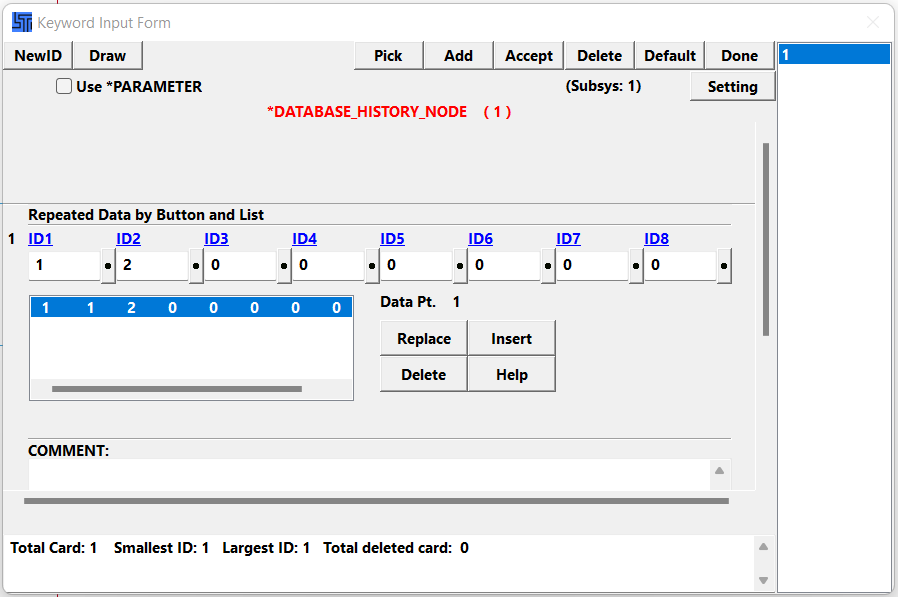 Keyword Input Form
NewID Draw Pick Add Accept Delete Default Done
1
Use *PARAMETER (Subsys: 1) Setting
*DATABASE_HISTORY_NODE (1)
Repeated Data by Button and List
1 ID1 ID2 ID3 ID4 ID5 ID6 ID7 ID8
1 2 0 0 0 0 0 0
1 1 2 0 0 0 0 0
Data Pt. 1
Replace Insert
Delete Help
COMMENT:
Total Card: 1 Smallest ID: 1 Largest ID: 1 Total deleted card: 0